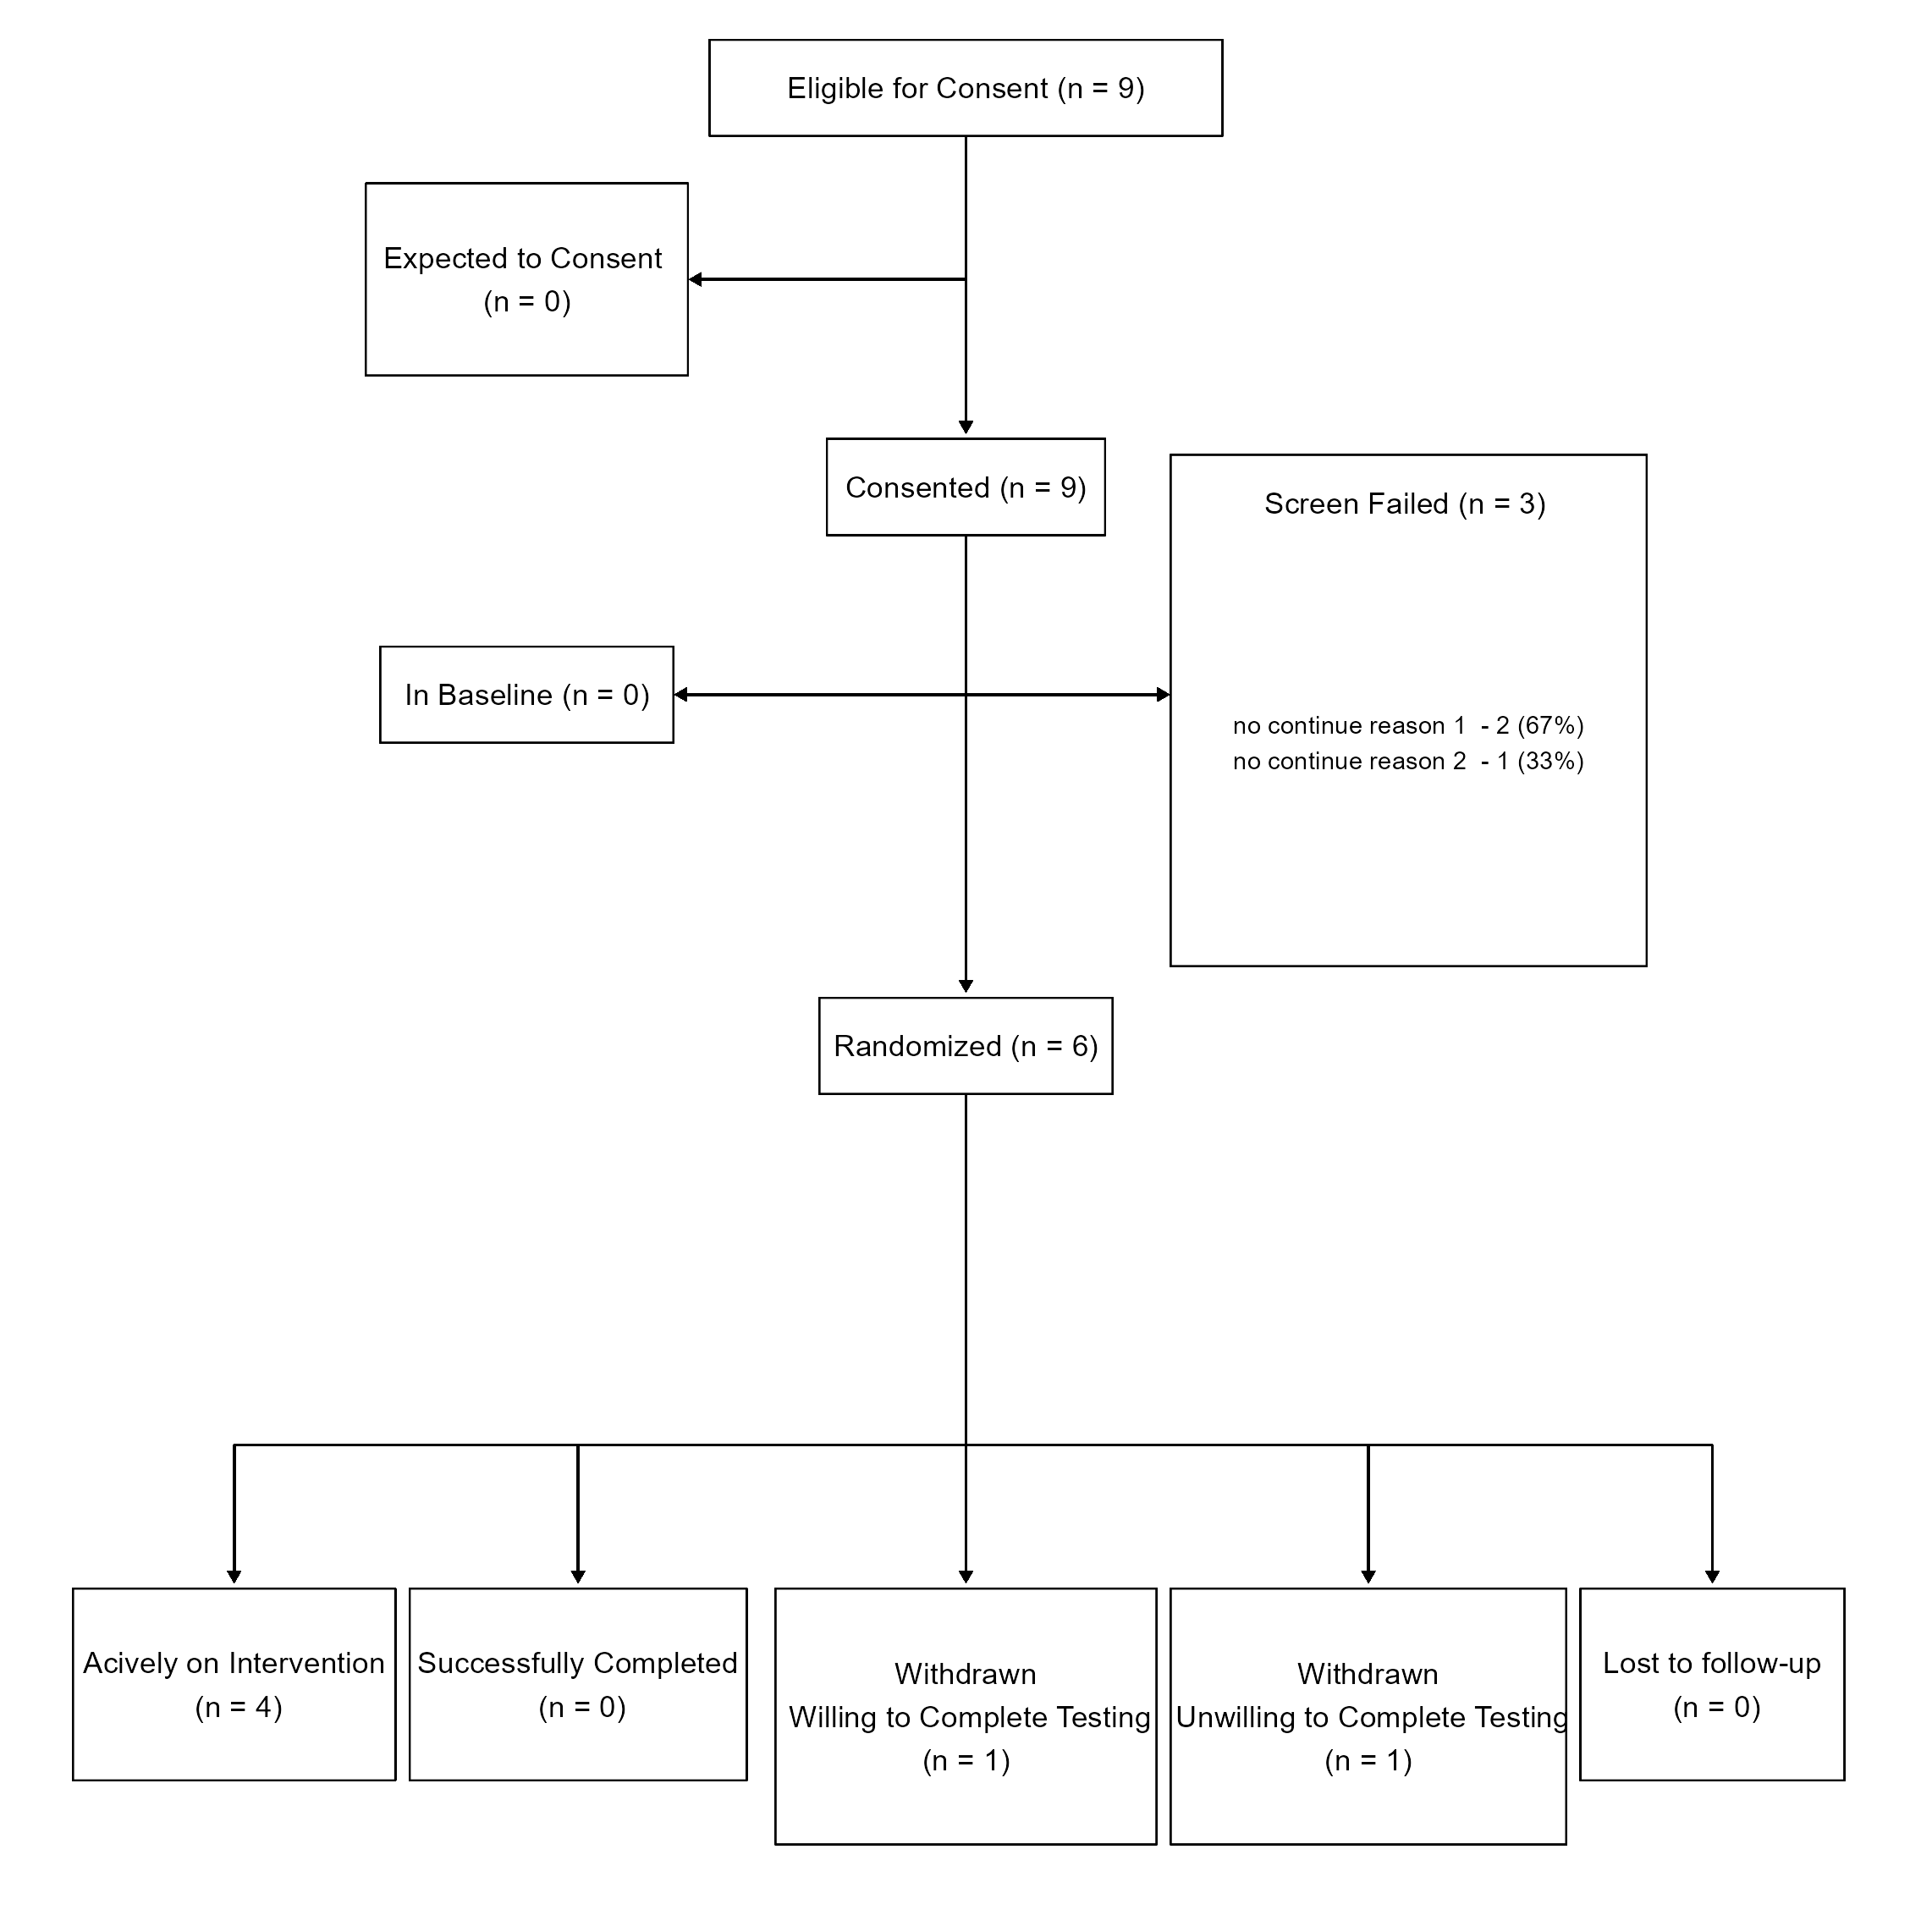 Eligible for Consent (n = 9)
Expected to Consent
(n = 0)
Consented (n = 9)
Screen Failed (n = 3)
In Baseline (n = 0)
no continue reason 1  - 2 (67%)
no continue reason 2  - 1 (33%)
Randomized (n = 6)
Acively on Intervention
(n = 4)
Successfully Completed
(n = 0)
Withdrawn
Willing to Complete Testing
(n = 1)
Withdrawn
Unwilling to Complete Testing
(n = 1)
Lost to follow-up
(n = 0)